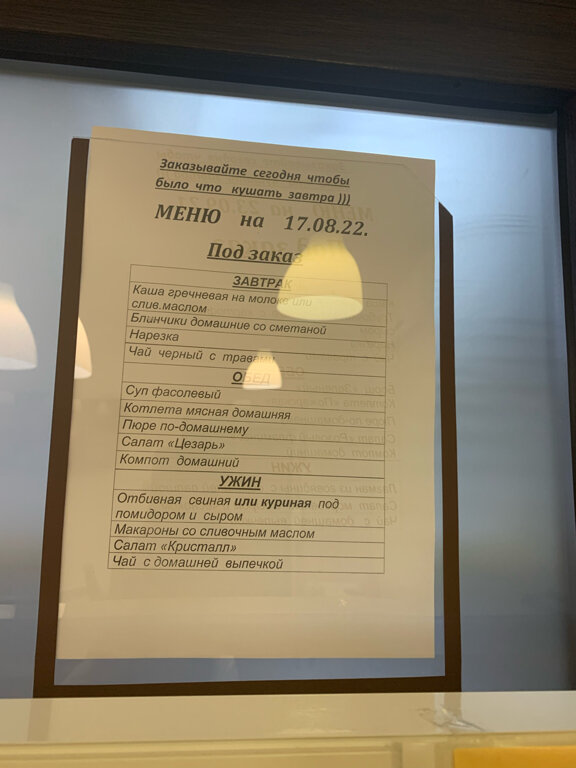 Заказывайте сегодня чтобы
было что кушать завтра )))
МЕНЮ на 17.08.22.
Под заказ
ЗАВТРАК
Каша гречневая на молоке или
слив.маслом
Блинчики домашние со сметаной
Нарезка
Чай черный с травами
ОБЕД
Суп фасолевый
Котлета мясная домашняя
Пюре по-домашнему
Салат «Цезарь»
Компот домашний
УЖИН
Отбивная свиная или куриная под
помидором и сыром
Макароны со сливочным маслом
Салат «Кристалл»
Чай с домашней выпечкой